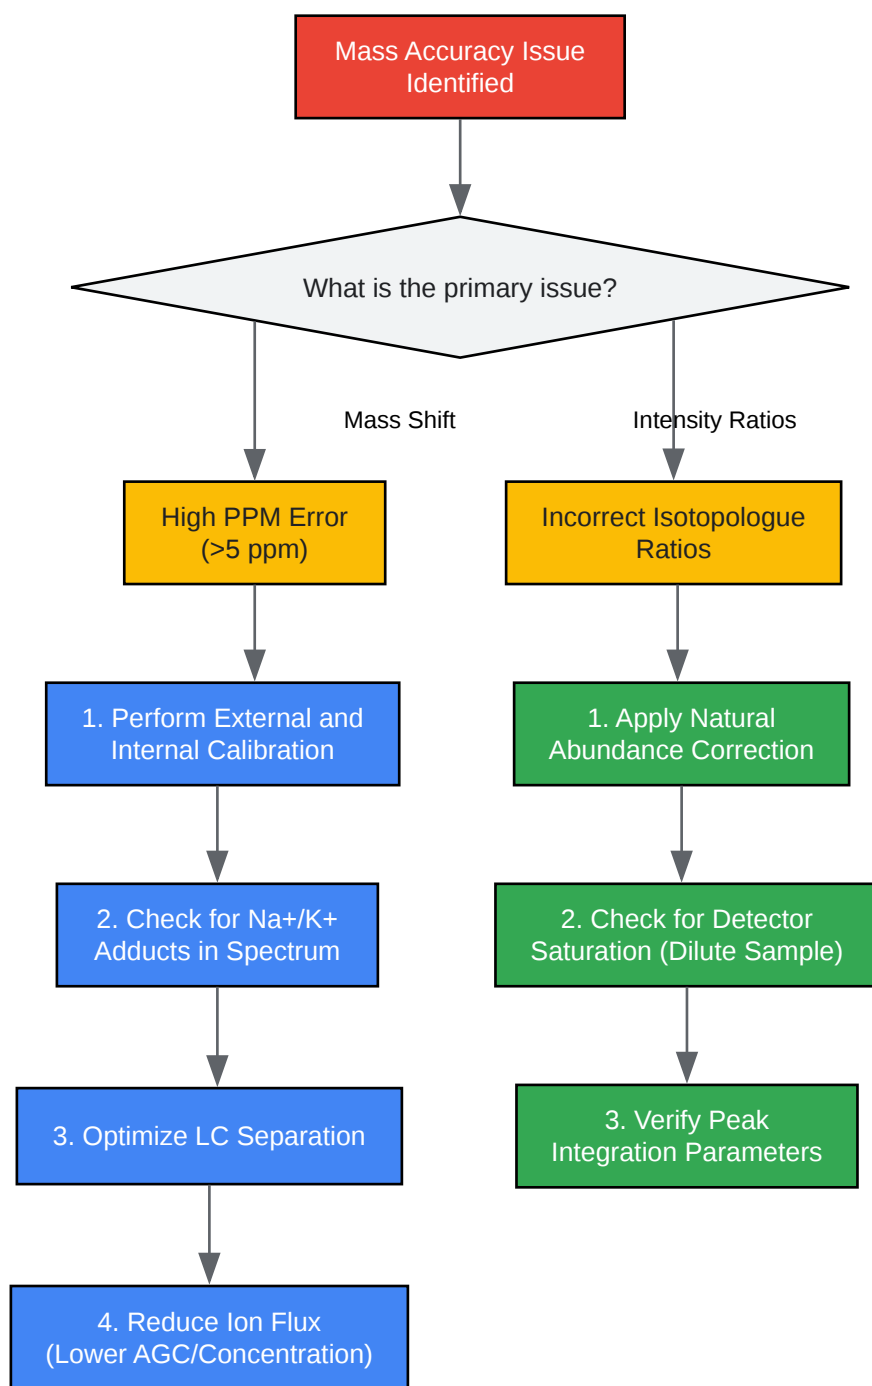 Mass Accuracy Issue
Identified
What is the primary issue?
Mass Shift
Intensity Ratios
High PPM Error
(>5 ppm)
Incorrect Isotopologue
Ratios
1. Perform External and
Internal Calibration
1. Apply Natural
Abundance Correction
2. Check for Na+/K+
Adducts in Spectrum
2. Check for Detector
Saturation (Dilute Sample)
3. Optimize LC Separation
3. Verify Peak
Integration Parameters
4. Reduce Ion Flux
(Lower AGC/Concentration)